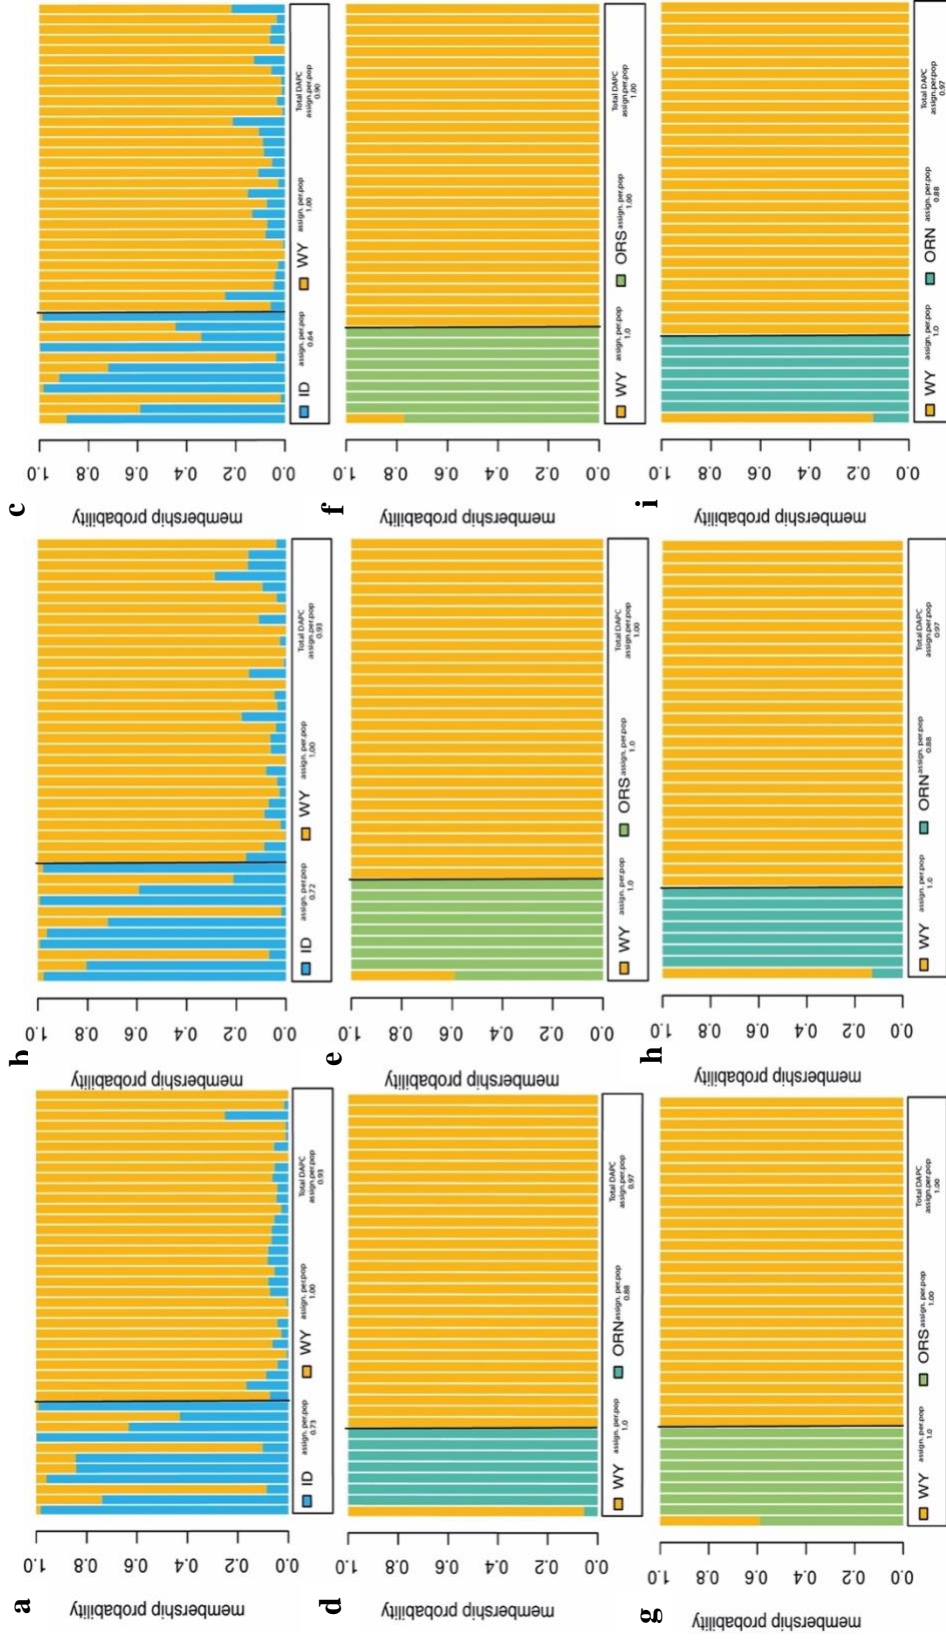 a
membership probability
1.0
0.8
0.6
0.4
0.2
0.0
ID assign. per.pop WY assign. per.pop Total DAPC assign.per.pop
0.73 1.00 0.93
b
membership probability
1.0
0.8
0.6
0.4
0.2
0.0
ID assign. per.pop WY assign. per.pop Total DAPC assign.per.pop
0.72 1.00 0.93
c
membership probability
1.0
0.8
0.6
0.4
0.2
0.0
ID assign. per.pop WY assign. per.pop Total DAPC assign.per.pop
0.64 1.00 0.90
d
membership probability
1.0
0.8
0.6
0.4
0.2
0.0
WY assign. per.pop ORN assign. per.pop Total DAPC assign.per.pop
1.0 0.88 0.97
e
membership probability
1.0
0.8
0.6
0.4
0.2
0.0
WY assign. per.pop ORS assign. per.pop Total DAPC assign.per.pop
1.0 1.0 1.00
f
membership probability
1.0
0.8
0.6
0.4
0.2
0.0
WY assign. per.pop ORS assign. per.pop Total DAPC assign.per.pop
1.0 1.00 1.00
g
membership probability
1.0
0.8
0.6
0.4
0.2
0.0
WY assign. per.pop ORS assign. per.pop Total DAPC assign.per.pop
1.0 1.00 1.00
h
membership probability
1.0
0.8
0.6
0.4
0.2
0.0
WY assign. per.pop ORN assign. per.pop Total DAPC assign.per.pop
1.0 0.88 0.97
i
membership probability
1.0
0.8
0.6
0.4
0.2
0.0
WY assign. per.pop ORN assign. per.pop Total DAPC assign.per.pop
1.0 0.88 0.97